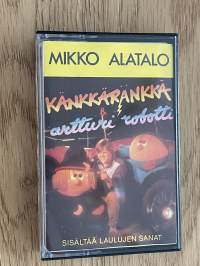 MIKKO ALATALO
KÄNKKÄRÄNKKÄ
&
artturi robotti
SISÄLTÄÄ LAULUJEN SANAT